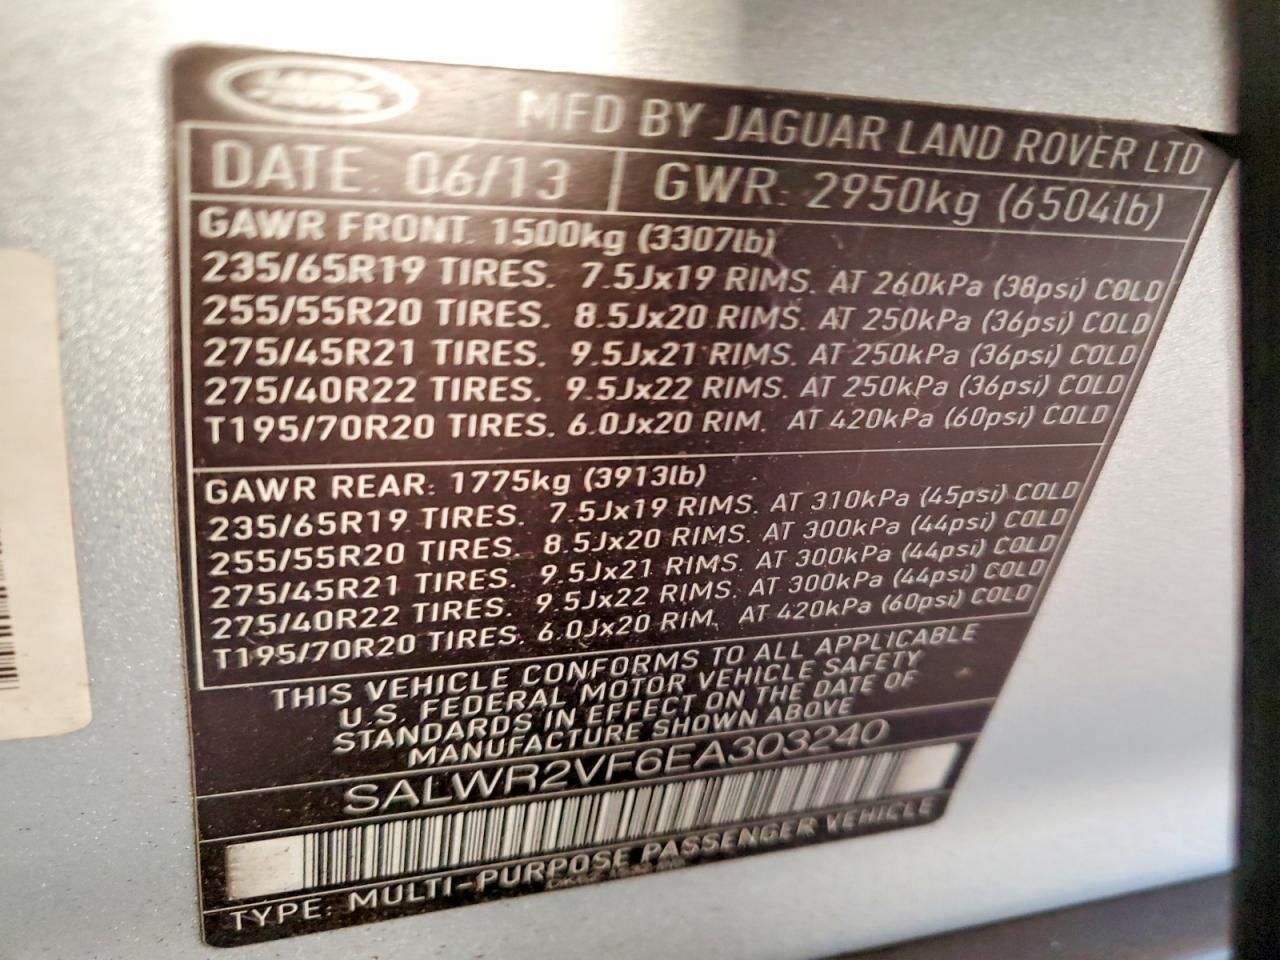 LAND ROVER
MFD BY JAGUAR LAND ROVER LTD
DATE: 06/13 GWR: 2950kg (6504lb)
GAWR FRONT. 1500kg (3307lb)
235/65R19 TIRES. 7.5Jx19 RIMS. AT 260kPa (38psi) COLD
255/55R20 TIRES. 8.5Jx20 RIMS. AT 250kPa (36psi) COLD
275/45R21 TIRES. 9.5Jx21 RIMS. AT 250kPa (36psi) COLD
275/40R22 TIRES. 9.5Jx22 RIMS. AT 250kPa (36psi) COLD
T195/70R20 TIRES. 6.0Jx20 RIM. AT 420kPa (60psi) COLD
GAWR REAR: 1775kg (3913lb)
235/65R19 TIRES. 7.5Jx19 RIMS. AT 310kPa (45psi) COLD
255/55R20 TIRES. 8.5Jx20 RIMS. AT 300kPa (44psi) COLD
275/45R21 TIRES. 9.5Jx21 RIMS. AT 300kPa (44psi) COLD
275/40R22 TIRES. 9.5Jx22 RIMS. AT 300kPa (44psi) COLD
T195/70R20 TIRES. 6.0Jx20 RIM. AT 420kPa (60psi) COLD
THIS VEHICLE CONFORMS TO ALL APPLICABLE
U.S. FEDERAL MOTOR VEHICLE SAFETY
STANDARDS IN EFFECT ON THE DATE OF
MANUFACTURE SHOWN ABOVE
SALWR2VF6EA303240
TYPE: MULTI-PURPOSE PASSENGER VEHICLE